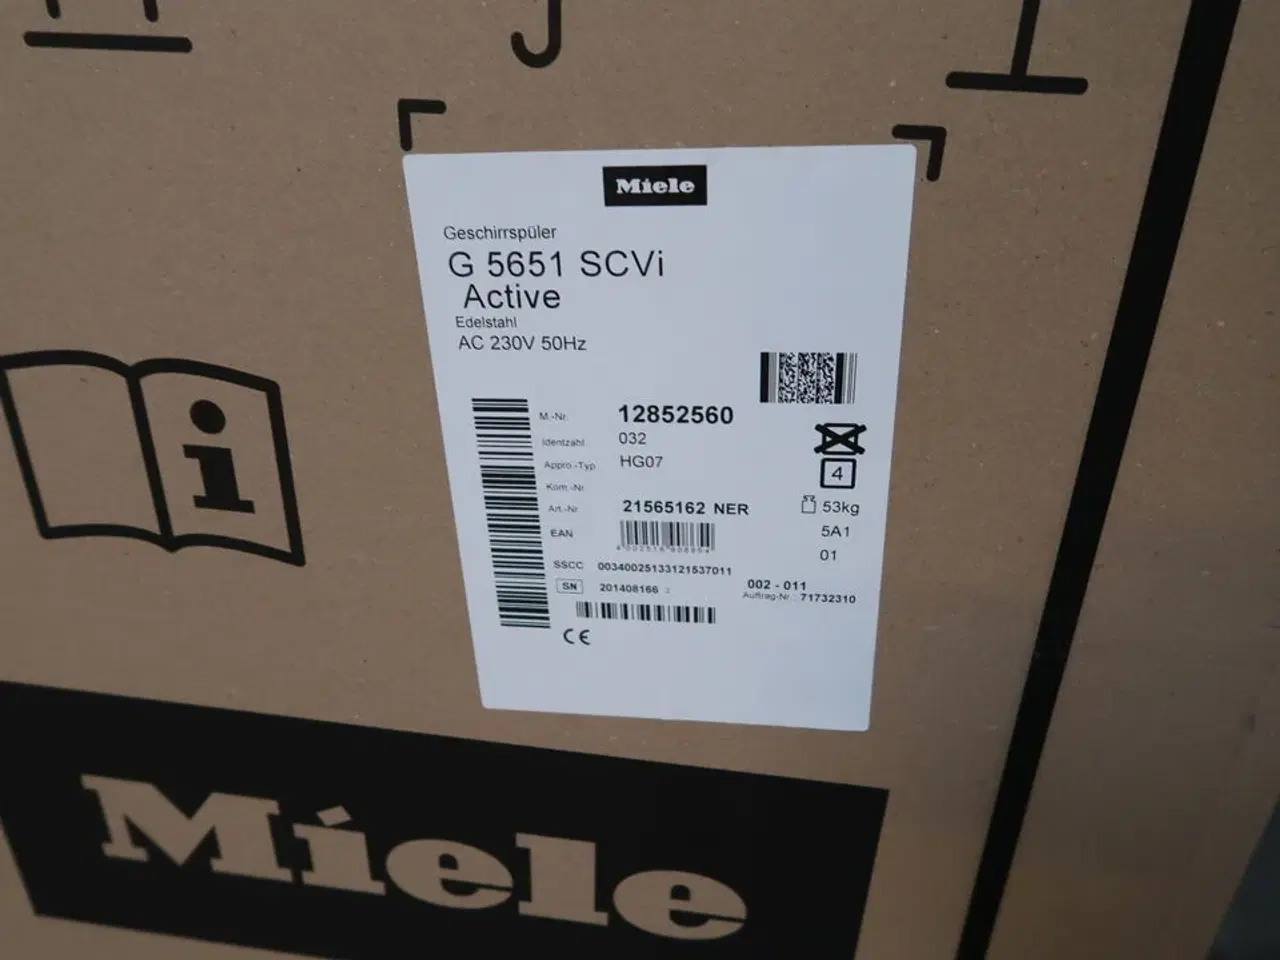 Miele
Geschirrspüler
G 5651 SCVi
Active
Edelstahl
AC 230V 50Hz
M.-Nr. 12852560
Identzahl 032
Appro.-Typ HG07
4
Kom.-Nr.
Art.-Nr. 21565162 NER
53kg
EAN
5A1
01
SSCC 00340025133121537011
SN 201408166
002 - 011
Auftrag-Nr.: 71732310
CE
i
Miele